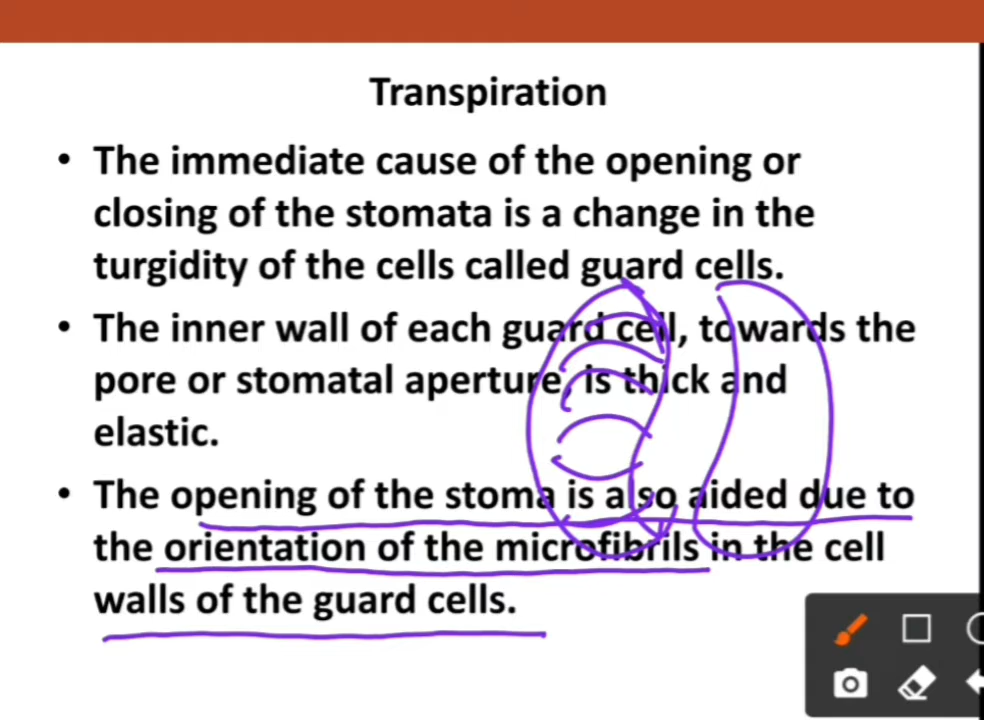 Transpiration
• The immediate cause of the opening or
closing of the stomata is a change in the
turgidity of the cells called guard cells.
• The inner wall of each guard cell, towards the
pore or stomatal aperture, is thick and
elastic.
• The opening of the stoma is also aided due to
the orientation of the microfibrils in the cell
walls of the guard cells.